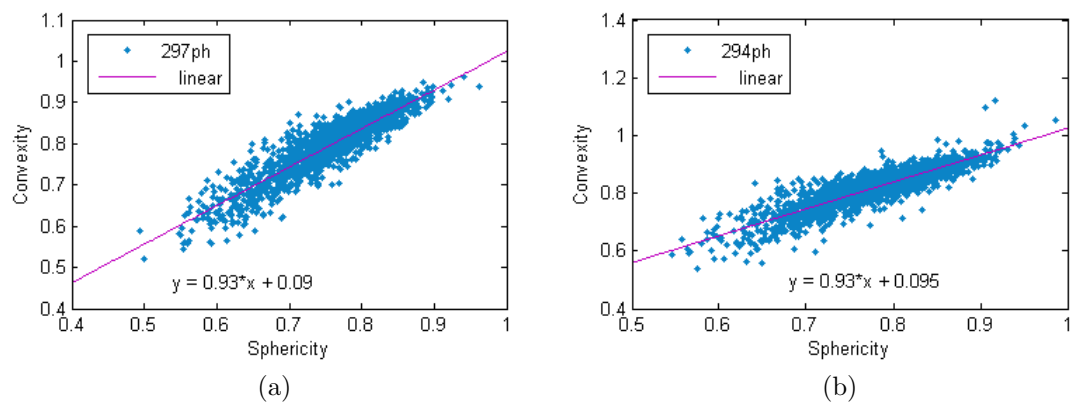 1.1
1
0.9
0.8
0.7
0.6
0.5
0.4
Convexity
297ph
linear
y = 0.93*x + 0.09
0.4 0.5 0.6 0.7 0.8 0.9 1
Sphericity
(a)
1.4
1.2
1
0.8
0.6
0.4
Convexity
294ph
linear
y = 0.93*x + 0.095
0.5 0.6 0.7 0.8 0.9 1
Sphericity
(b)